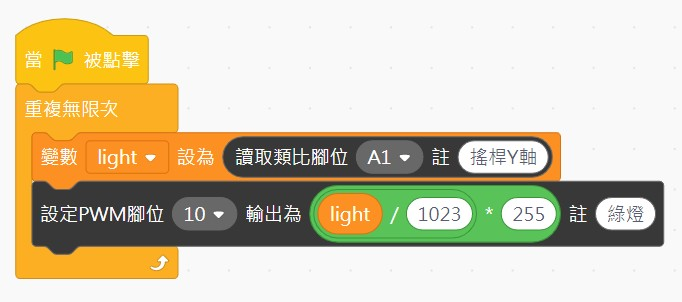 當 被點擊
重複無限次
變數 light 設為 讀取類比腳位 A1 註 搖桿Y軸
設定PWM腳位 10 輸出為 light / 1023 * 255 註 綠燈